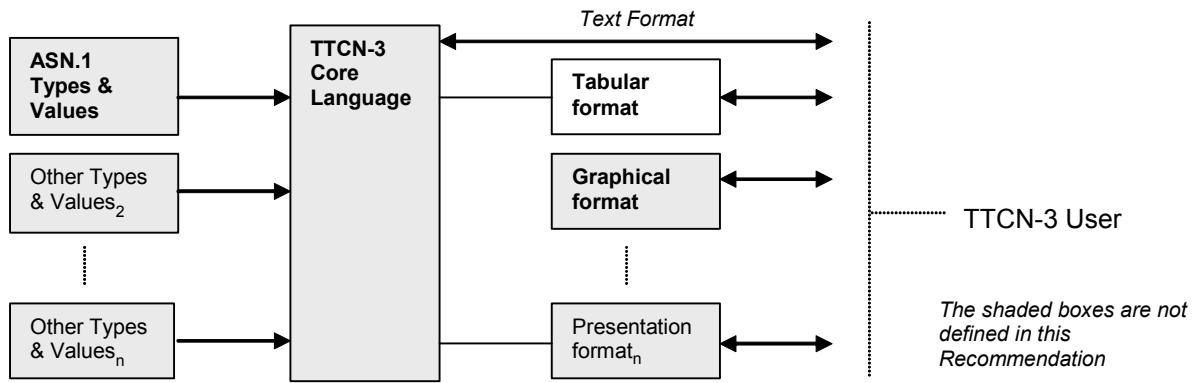 Text Format
ASN.1
Types &
Values
TTCN-3
Core
Language
Tabular
format
Other Types
& Values2
Graphical
format
TTCN-3 User
Other Types
& Valuesn
Presentation
formatn
The shaded boxes are not
defined in this
Recommendation